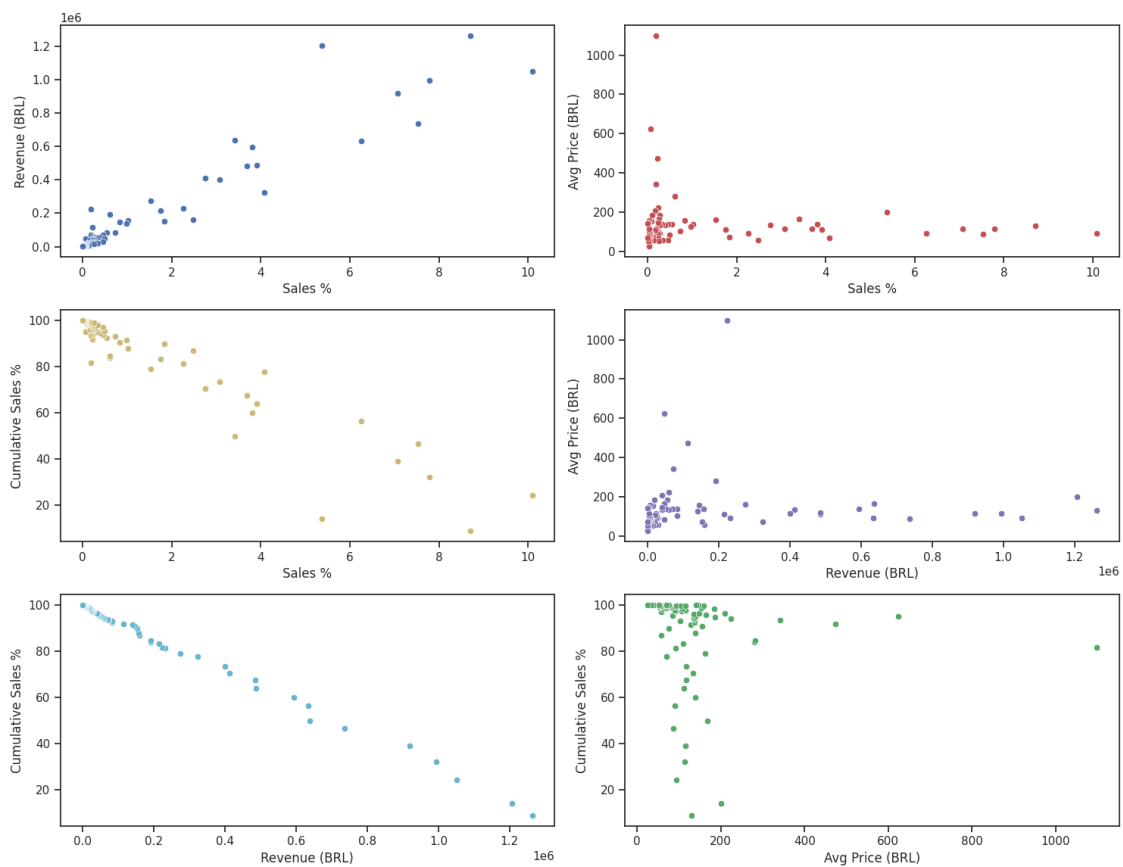 1e6
1.2
1.0
0.8
0.6
0.4
0.2
0.0
Revenue (BRL)
0 2 4 6 8 10
Sales %
1000
800
600
400
200
0
Avg Price (BRL)
0 2 4 6 8 10
Sales %
100
80
60
40
20
Cumulative Sales %
0 2 4 6 8 10
Sales %
1000
800
600
400
200
0
Avg Price (BRL)
0.0 0.2 0.4 0.6 0.8 1.0 1.2
Revenue (BRL)
1e6
100
80
60
40
20
Cumulative Sales %
0.0 0.2 0.4 0.6 0.8 1.0 1.2
Revenue (BRL)
1e6
100
80
60
40
20
Cumulative Sales %
0 200 400 600 800 1000
Avg Price (BRL)